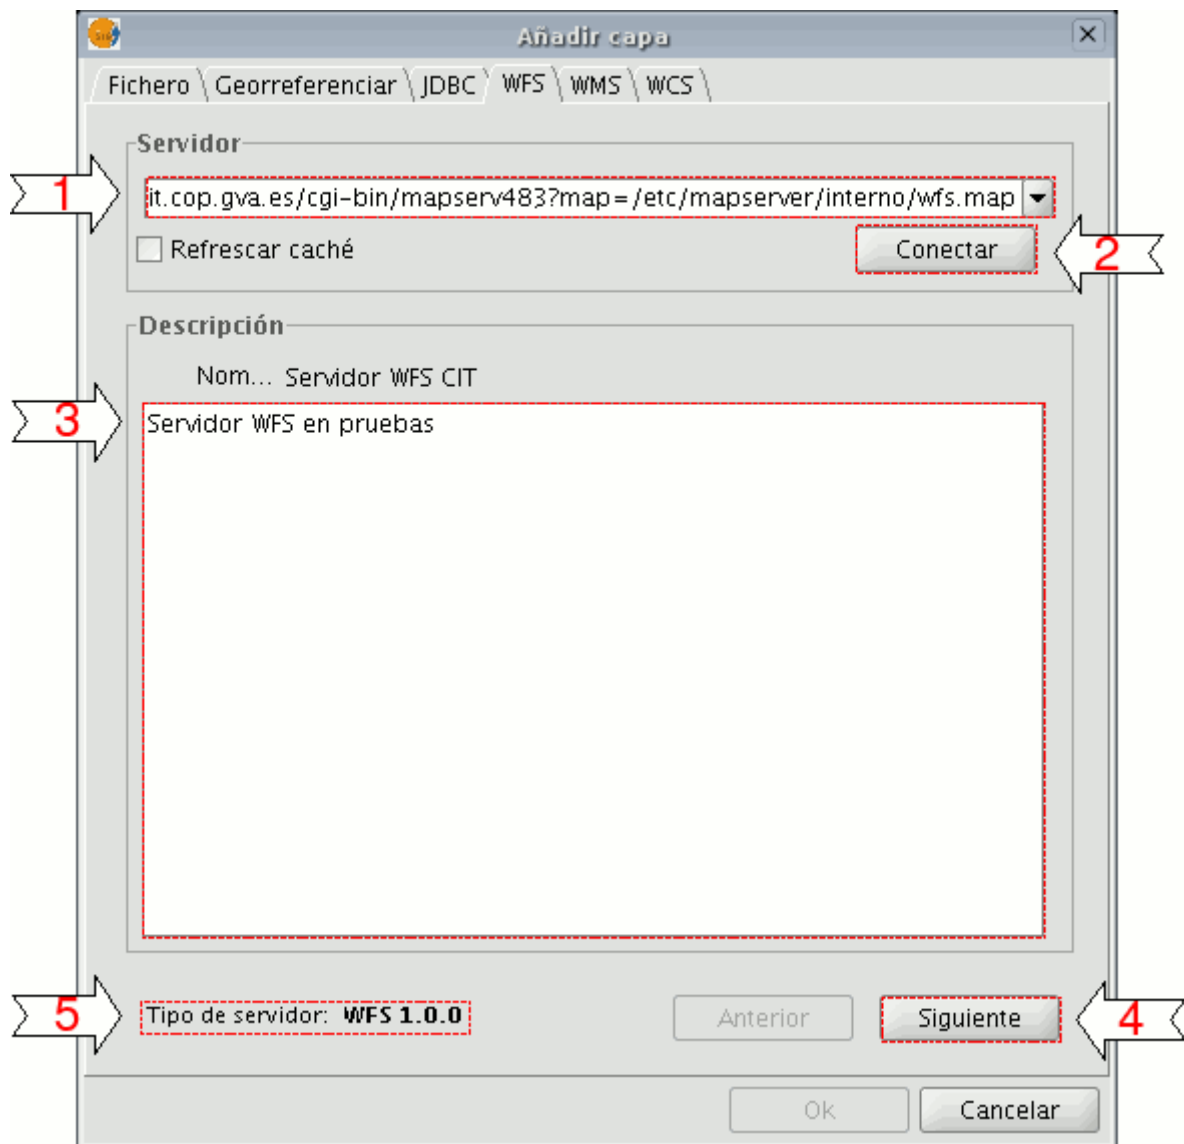 Añadir capa
Fichero Georreferenciar JDBC WFS WMS WCS
Servidor
1 it.cop.gva.es/cgi-bin/mapserv483?map=/etc/mapserver/interno/wfs.map
Refrescar caché Conectar 2
Descripción
Nom... Servidor WFS CIT
3 Servidor WFS en pruebas
5 Tipo de servidor: WFS 1.0.0 Anterior Siguiente 4
Ok Cancelar